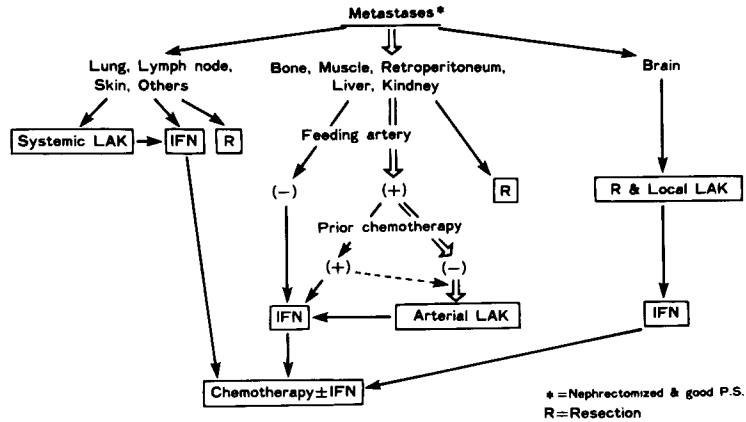 Metastases*
Lung, Lymph node,
Skin, Others
Bone, Muscle, Retroperitoneum,
Liver, Kindney
Brain
Feeding artery
Systemic LAK
IFN
R
(−)
(+)
R
R & Local LAK
Prior chemotherapy
(+)
(−)
IFN
Arterial LAK
IFN
Chemotherapy±IFN
*=Nephrectomized & good P.S.
R=Resection